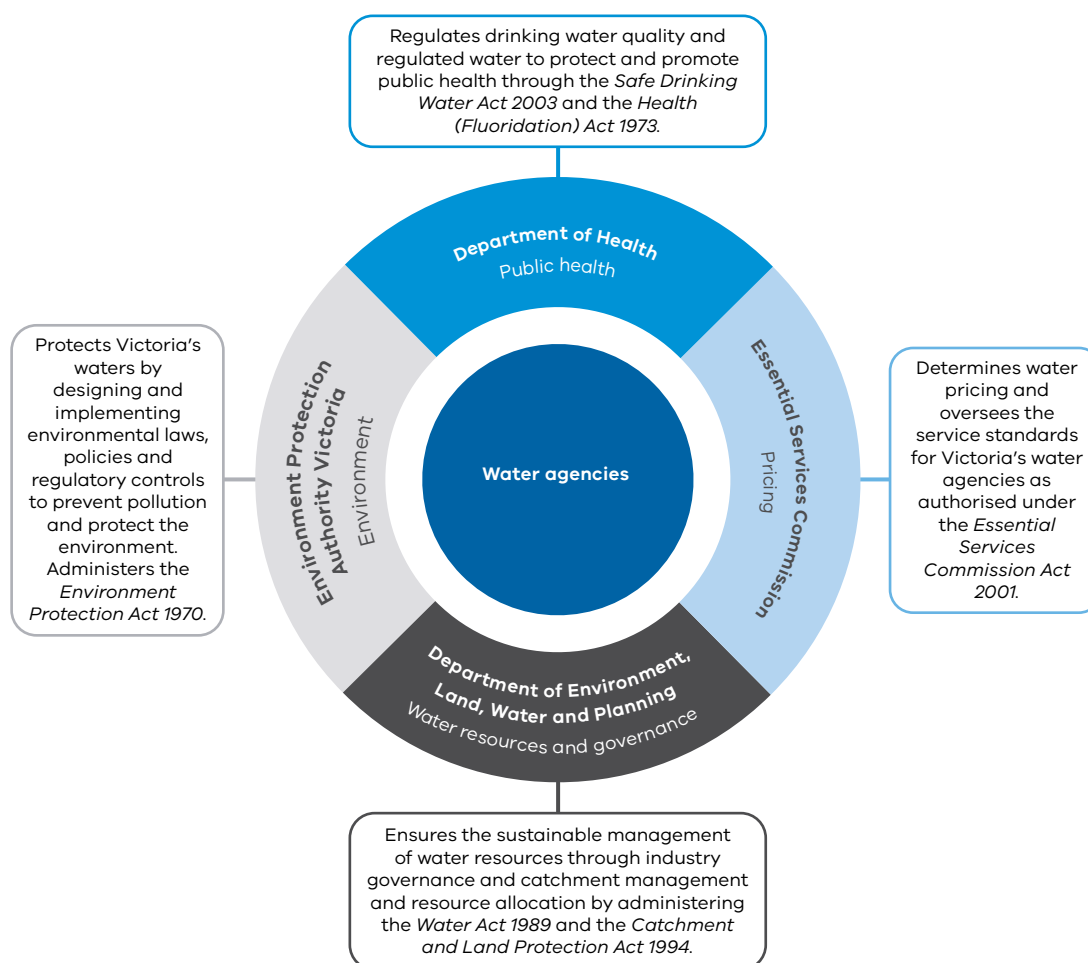 Regulates drinking water quality and
regulated water to protect and promote
public health through the Safe Drinking
Water Act 2003 and the Health
(Fluoridation) Act 1973.
Department of Health
Public health
Protects Victoria's
waters by
designing and
implementing
environmental laws,
policies and
regulatory controls
to prevent pollution
and protect the
environment.
Administers the
Environment
Protection Act 1970.
Environment Protection
Authority Victoria
Environment
Water agencies
Essential Services Commission
Pricing
Determines water
pricing and
oversees the
service standards
for Victoria's water
agencies as
authorised under
the Essential
Services
Commission Act
2001.
Department of Environment,
Land, Water and Planning
Water resources and governance
Ensures the sustainable management
of water resources through industry
governance and catchment management
and resource allocation by administering
the Water Act 1989 and the Catchment
and Land Protection Act 1994.